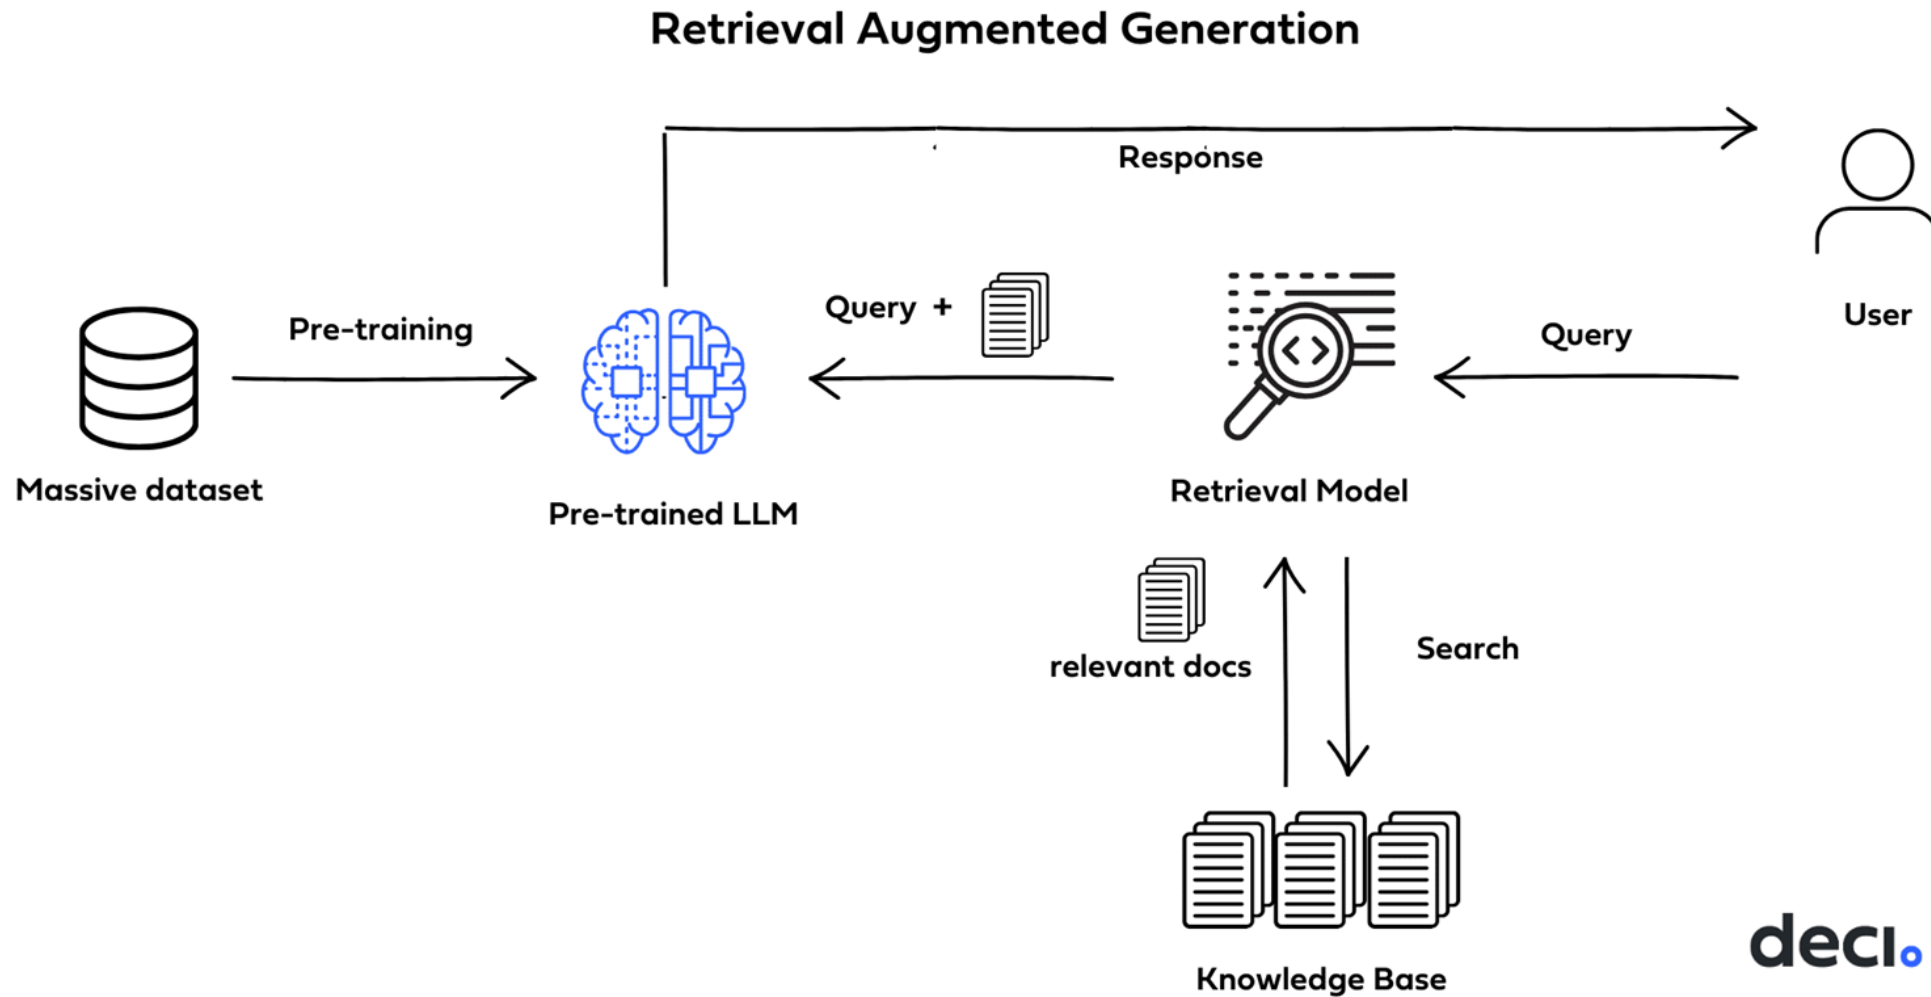 Retrieval Augmented Generation
Response
Pre-training
Query +
Query
User
Massive dataset
Pre-trained LLM
Retrieval Model
relevant docs
Search
Knowledge Base
deci.